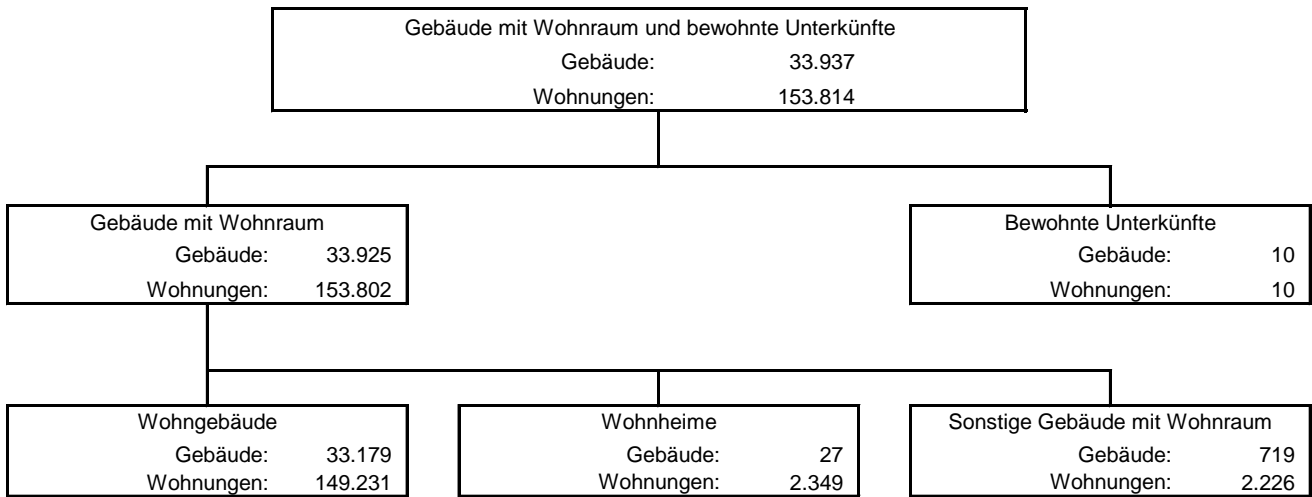 Gebäude mit Wohnraum und bewohnte Unterkünfte
Gebäude: 33.937
Wohnungen: 153.814
Gebäude mit Wohnraum
Gebäude: 33.925
Wohnungen: 153.802
Bewohnte Unterkünfte
Gebäude: 10
Wohnungen: 10
Wohngebäude
Gebäude: 33.179
Wohnungen: 149.231
Wohnheime
Gebäude: 27
Wohnungen: 2.349
Sonstige Gebäude mit Wohnraum
Gebäude: 719
Wohnungen: 2.226